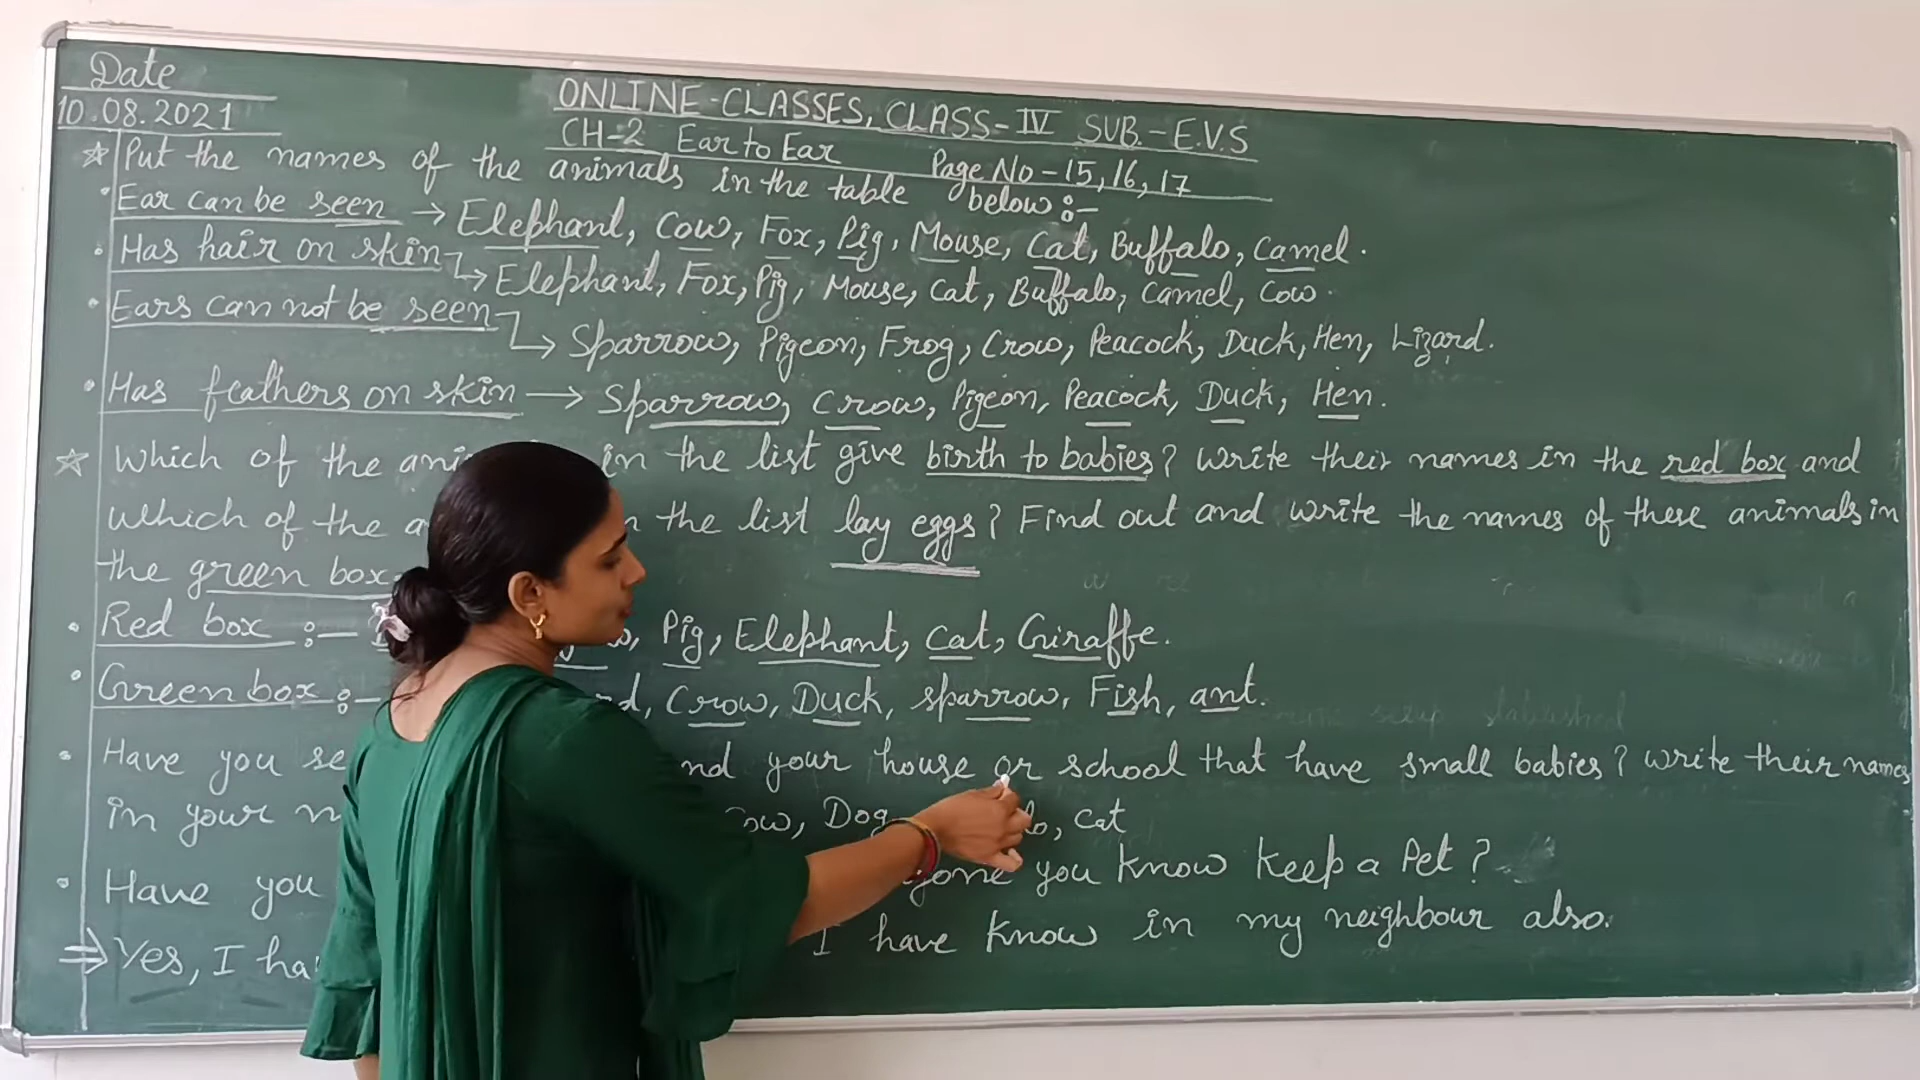 Date
10.08.2021
ONLINE-CLASSES, CLASS-IV SUB.-E.V.S
CH-2 Ear to Ear Page No-15,16,17
☆ Put the names of the animals in the table below:-
• Ear can be seen → Elephant, Cow, Fox, Pig, Mouse, Cat, Buffalo, Camel.
• Has hair on skin → Elephant, Fox, Pig, Mouse, Cat, Buffalo, Camel, Cow.
• Ears can not be seen → Sparrow, Pigeon, Frog, Crow, Peacock, Duck, Hen, Lizard.
• Has feathers on skin → Sparrow, Crow, Pigeon, Peacock, Duck, Hen.
☆ Which of the in the list give birth to babies? Write their names in the red box and
which of the the list lay eggs? Find out and write the names of these animals in
the green box
• Red box :- Pig, Elephant, Cat, Giraffe.
• Green box :- Crow, Duck, sparrow, Fish, ant.
• Have you your house or school that have small babies? Write their names
in your Dog, cat
• Have you you know keep a Pet?
⇒ Yes, I I have know in my neighbour also.